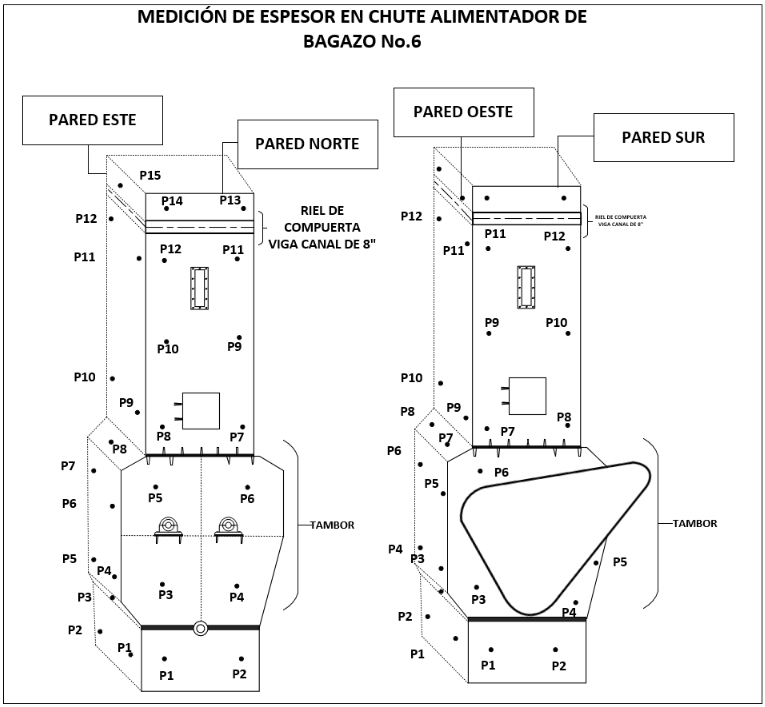 MEDICIÓN DE ESPESOR EN CHUTE ALIMENTADOR DE
BAGAZO No.6
PARED ESTE
PARED NORTE
P15
P14
P13
P12
RIEL DE
COMPUERTA
VIGA CANAL DE 8"
P11
P12
P11
P10
P9
P10
P9
P8
P7
P8
P7
P6
P5
P6
TAMBOR
P5
P4
P3
P3
P4
P2
P1
P1
P2
PARED OESTE
PARED SUR
P12
RIEL DE COMPUERTA
VIGA CANAL DE 8"
P11
P11
P12
P9
P10
P10
P9
P8
P8
P7
P7
P6
P6
P5
TAMBOR
P4
P3
P5
P3
P4
P2
P1
P1
P2